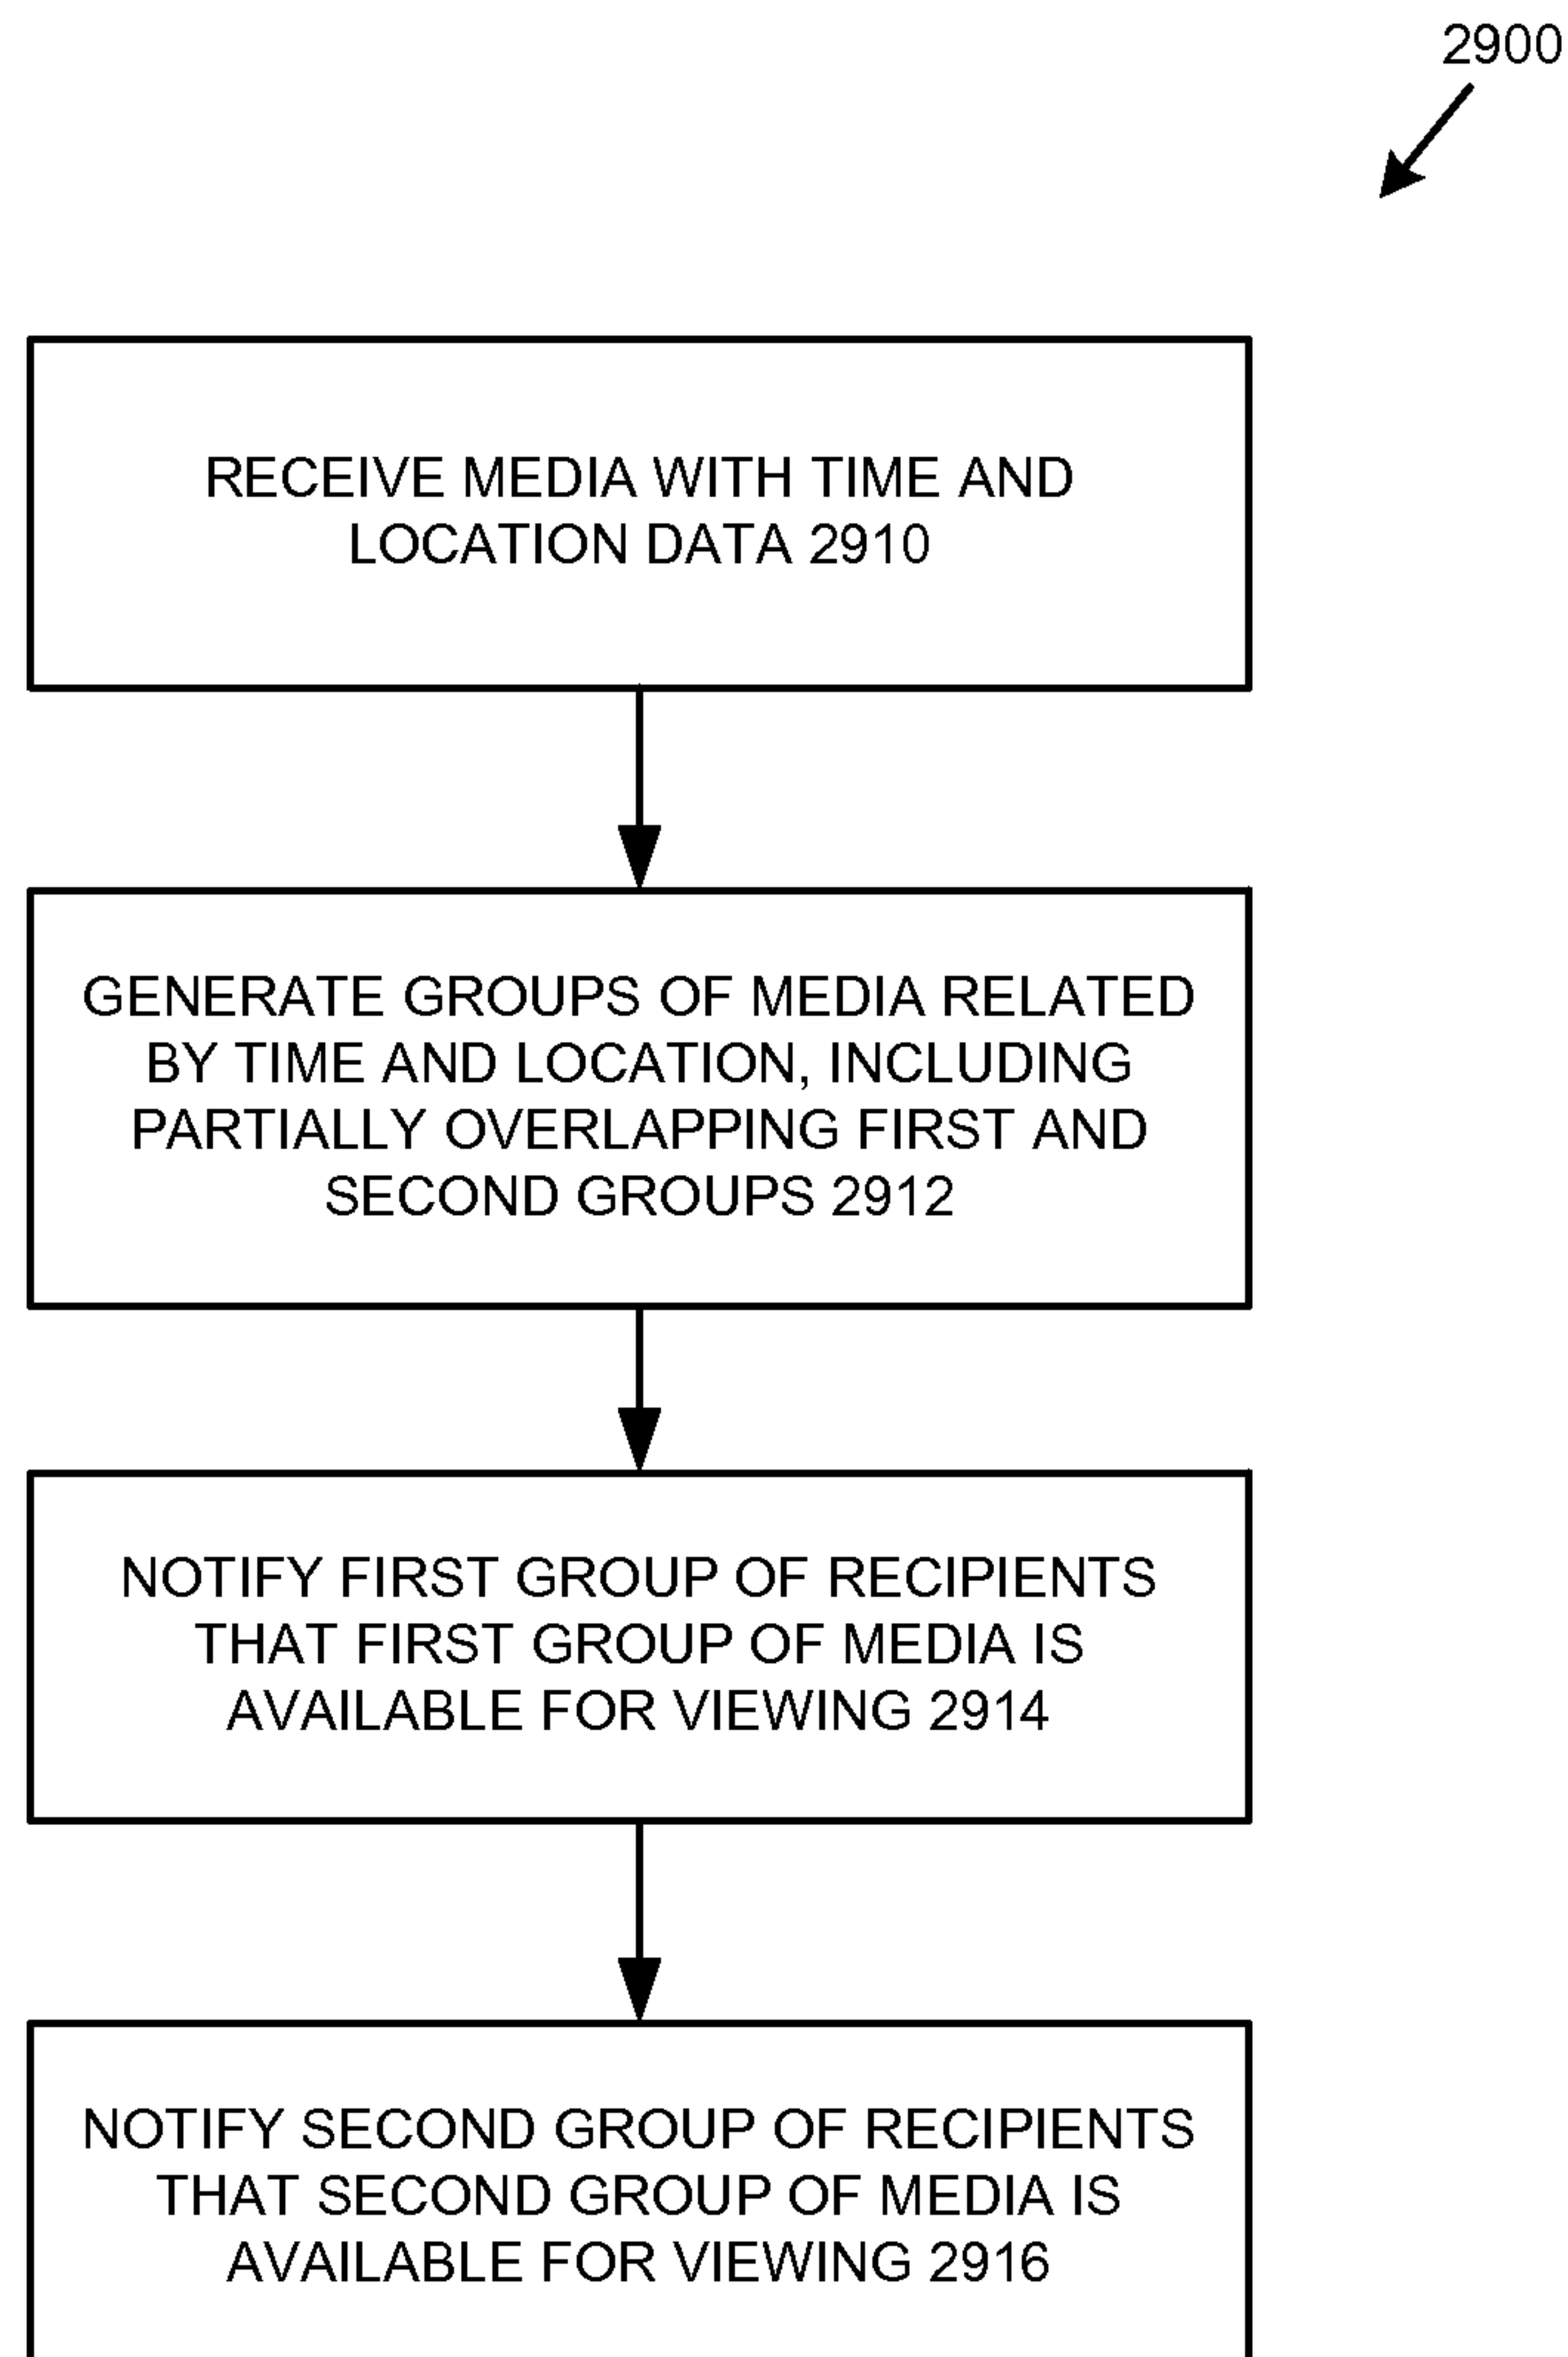 2900
RECEIVE MEDIA WITH TIME AND
LOCATION DATA 2910
GENERATE GROUPS OF MEDIA RELATED
BY TIME AND LOCATION, INCLUDING
PARTIALLY OVERLAPPING FIRST AND
SECOND GROUPS 2912
NOTIFY FIRST GROUP OF RECIPIENTS
THAT FIRST GROUP OF MEDIA IS
AVAILABLE FOR VIEWING 2914
NOTIFY SECOND GROUP OF RECIPIENTS
THAT SECOND GROUP OF MEDIA IS
AVAILABLE FOR VIEWING 2916